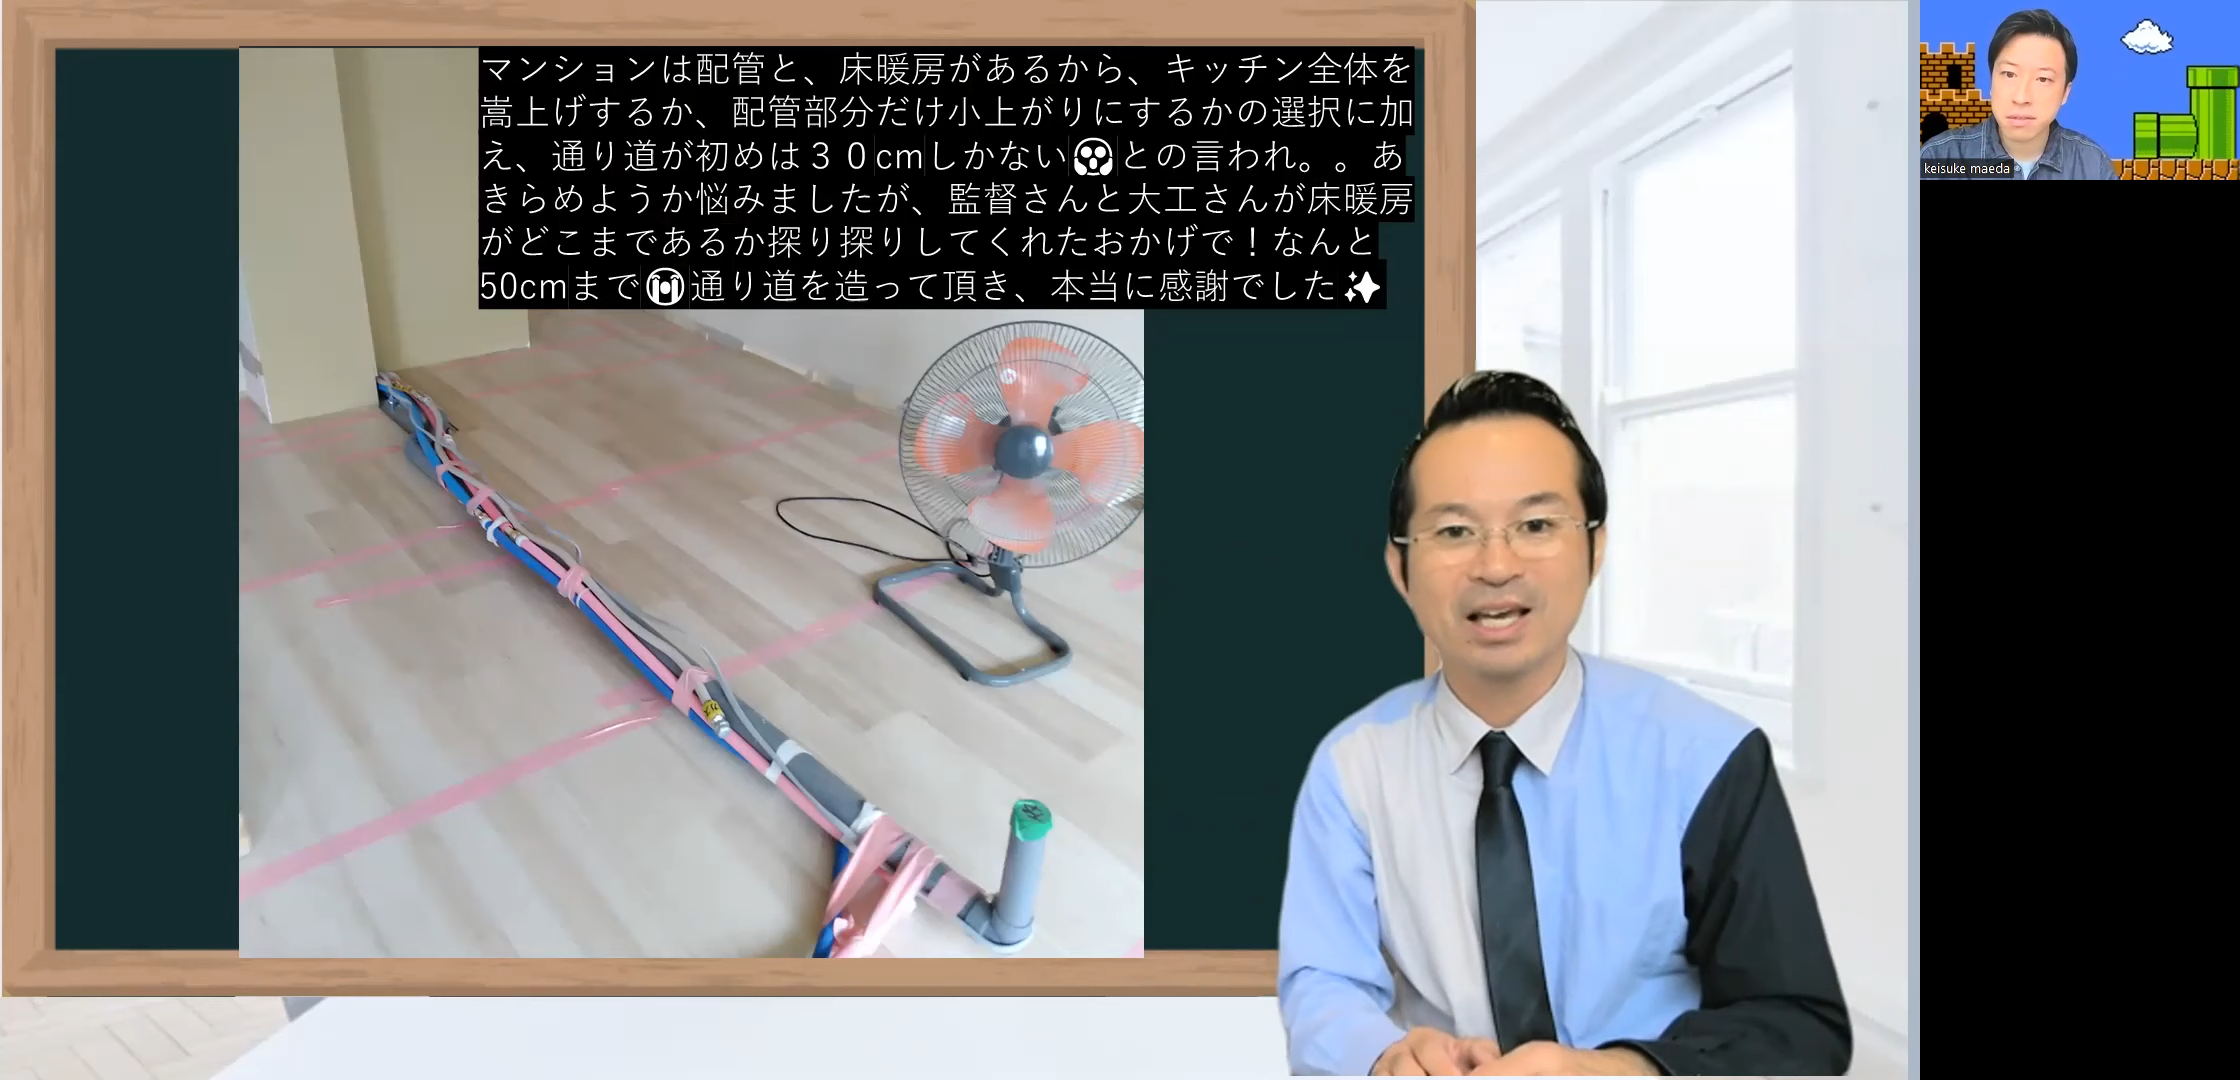 マンションは配管と、床暖房があるから、キッチン全体を
嵩上げするか、配管部分だけ小上がりにするかの選択に加
え、通り道が初めは３０cmしかない😱との言われ。。あ
きらめようか悩みましたが、監督さんと大工さんが床暖房
がどこまであるか探り探りしてくれたおかげで！なんと
50cmまで😭通り道を造って頂き、本当に感謝でした✨
keisuke maeda